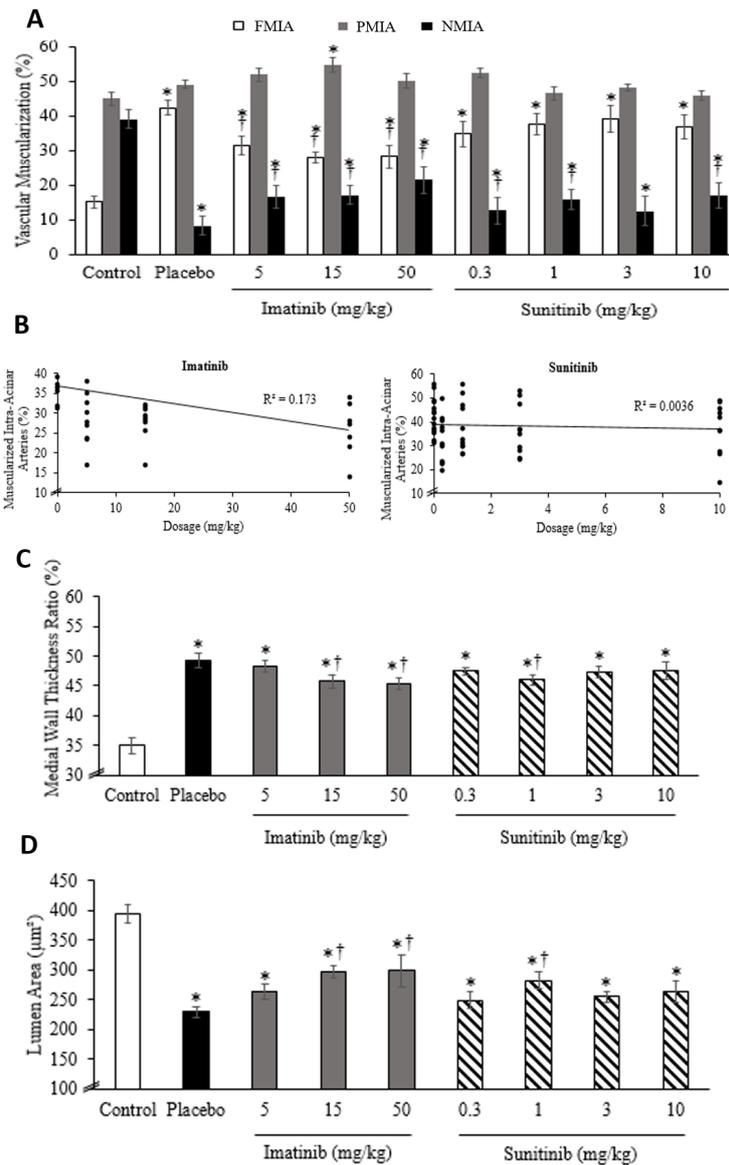 A
FMIA PMIA NMIA
Vascular Muscularization (%)
60
50
40
30
20
10
0
* * * * * * * * *
† † †
* * * * * * * * *
† † † † † †
Control Placebo 5 15 50 0.3 1 3 10
Imatinib (mg/kg) Sunitinib (mg/kg)
B
Imatinib
Muscularized Intra-Acinar
Arteries (%)
40
35
30
25
20
15
10
R² = 0.173
0 10 20 30 40 50
Dosage (mg/kg)
Sunitinib
Muscularized Intra-Acinar
Arteries (%)
60
50
40
30
20
10
R² = 0.0036
0 2 4 6 8 10
Dosage (mg/kg)
C
Medial Wall Thickness Ratio (%)
60
55
50
45
40
35
30
* * *† *† * *† * *
Control Placebo 5 15 50 0.3 1 3 10
Imatinib (mg/kg) Sunitinib (mg/kg)
D
Lumen Area (μm²)
450
400
350
300
250
200
150
100
* * *† *† * *† * *
Control Placebo 5 15 50 0.3 1 3 10
Imatinib (mg/kg) Sunitinib (mg/kg)